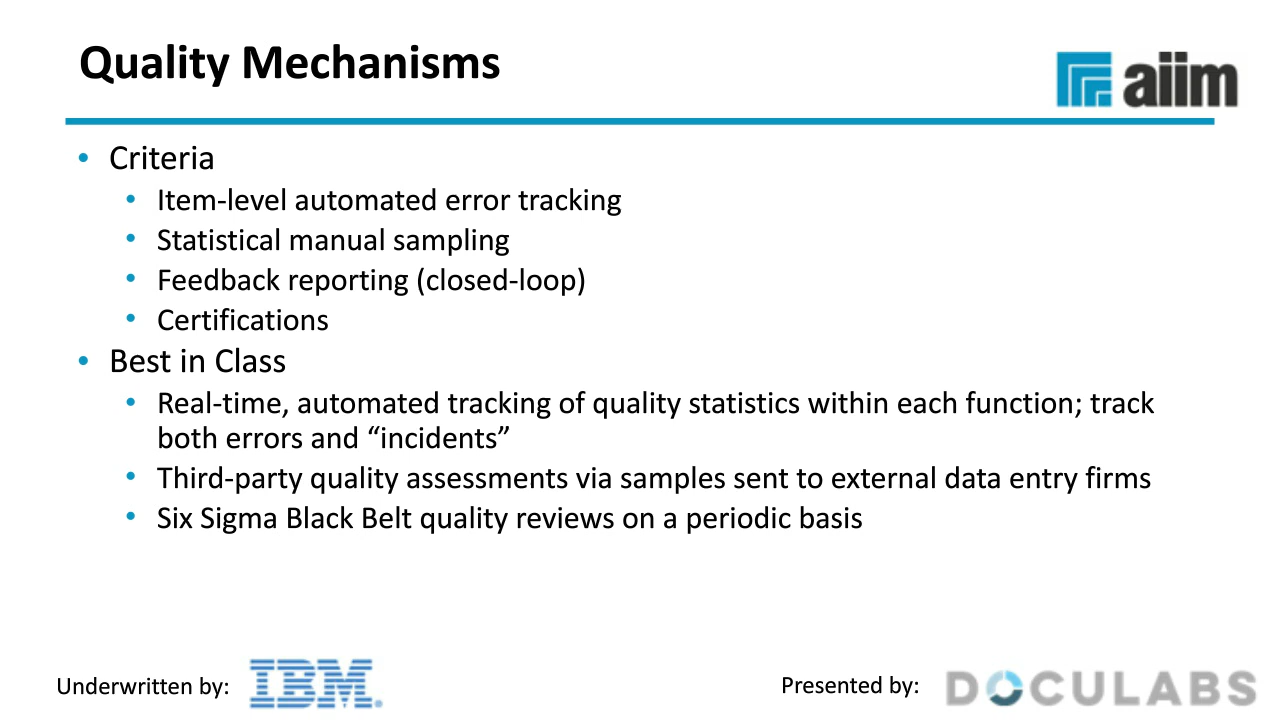 Quality Mechanisms
aiim
• Criteria
• Item-level automated error tracking
• Statistical manual sampling
• Feedback reporting (closed-loop)
• Certifications
• Best in Class
• Real-time, automated tracking of quality statistics within each function; track
both errors and “incidents”
• Third-party quality assessments via samples sent to external data entry firms
• Six Sigma Black Belt quality reviews on a periodic basis
Underwritten by: IBM. Presented by: DOCULABS